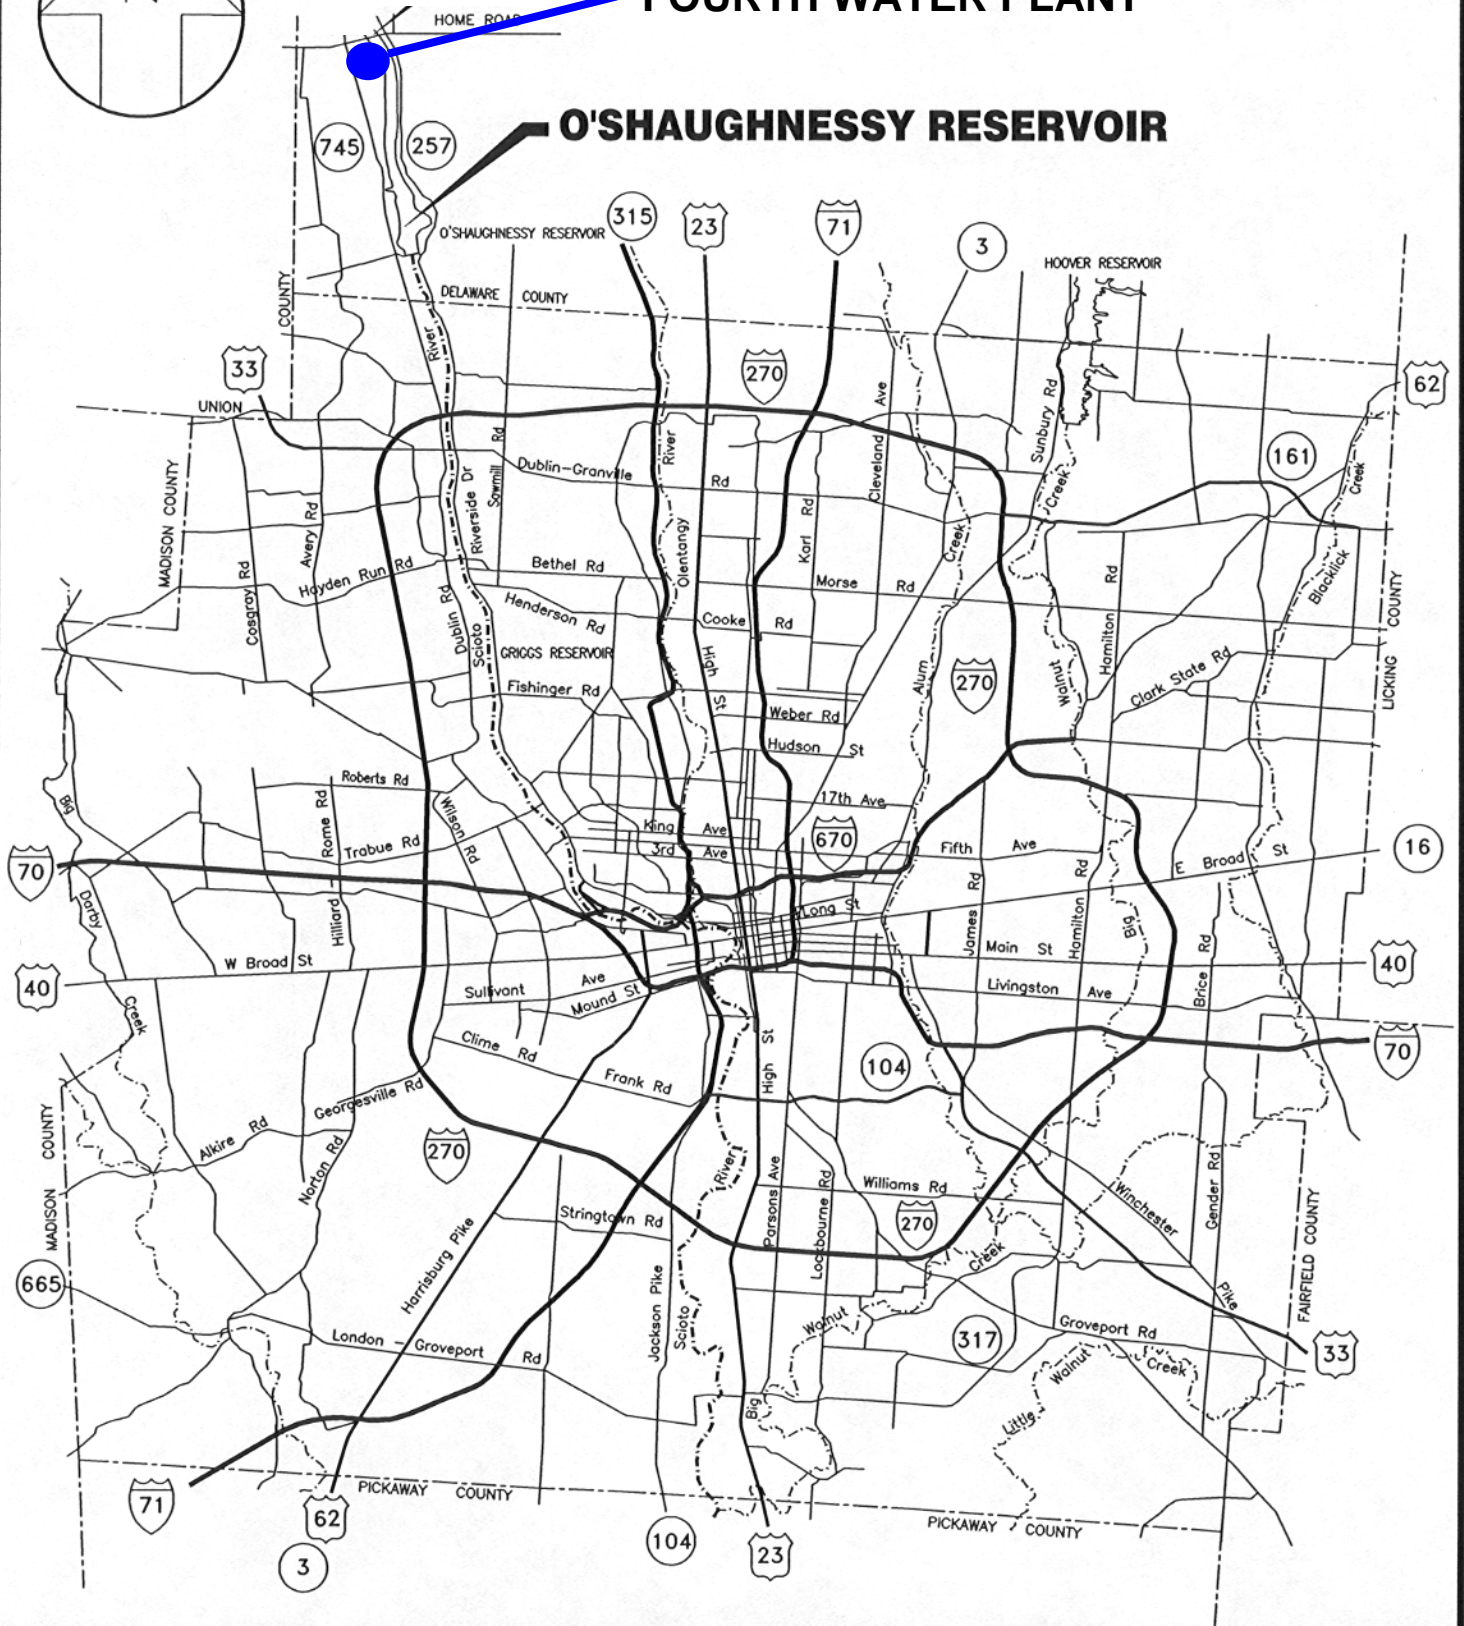 FOURTH WATER PLANT
HOME ROAD
O'SHAUGHNESSY RESERVOIR
745
257
315
23
71
3
O'SHAUGHNESSY RESERVOIR
HOOVER RESERVOIR
DELAWARE COUNTY
COUNTY
River
33
270
62
UNION
Ave
Sunbury Rd
161
Rd
River
Dublin-Granville Rd
Cleveland
Creek
Creek
MADISON COUNTY
Sawmill
Riverside Dr
Karl Rd
Avery Rd
Olentangy
Creek
Hayden Run Rd
Bethel Rd
Morse Rd
Cosgray Rd
Dublin Rd
Scioto
Henderson Rd
Cooke Rd
Hamilton Rd
Blacklick
LICKING COUNTY
GRIGGS RESERVOIR
High St
Alum
270
Walnut
Clark State Rd
Fishinger Rd
Weber Rd
Hudson St
Roberts Rd
17th Ave
Big
Rome Rd
Wilson Rd
King Ave
3rd Ave
670
Trabue Rd
Fifth Ave
E Broad St
16
70
Darby
Hilliard
Long St
James Rd
Hamilton Rd
Big
Main St
W Broad St
40
40
Sullivant Ave
Mound St
Livingston Ave
Brice Rd
Creek
Clime Rd
High St
104
70
Frank Rd
Georgesville Rd
MADISON COUNTY
Alkire Rd
270
Norton Rd
River
Parsons Ave
Lockbourne Rd
Williams Rd
Winchester Pike
Gender Rd
Stringtown Rd
270
Creek
FAIRFIELD COUNTY
665
Harrisburg Pike
Jackson Pike
Scioto
Walnut
317
Groveport Rd
London - Groveport Rd
33
Walnut Creek
Big
Little
71
62
PICKAWAY COUNTY
PICKAWAY COUNTY
3
104
23